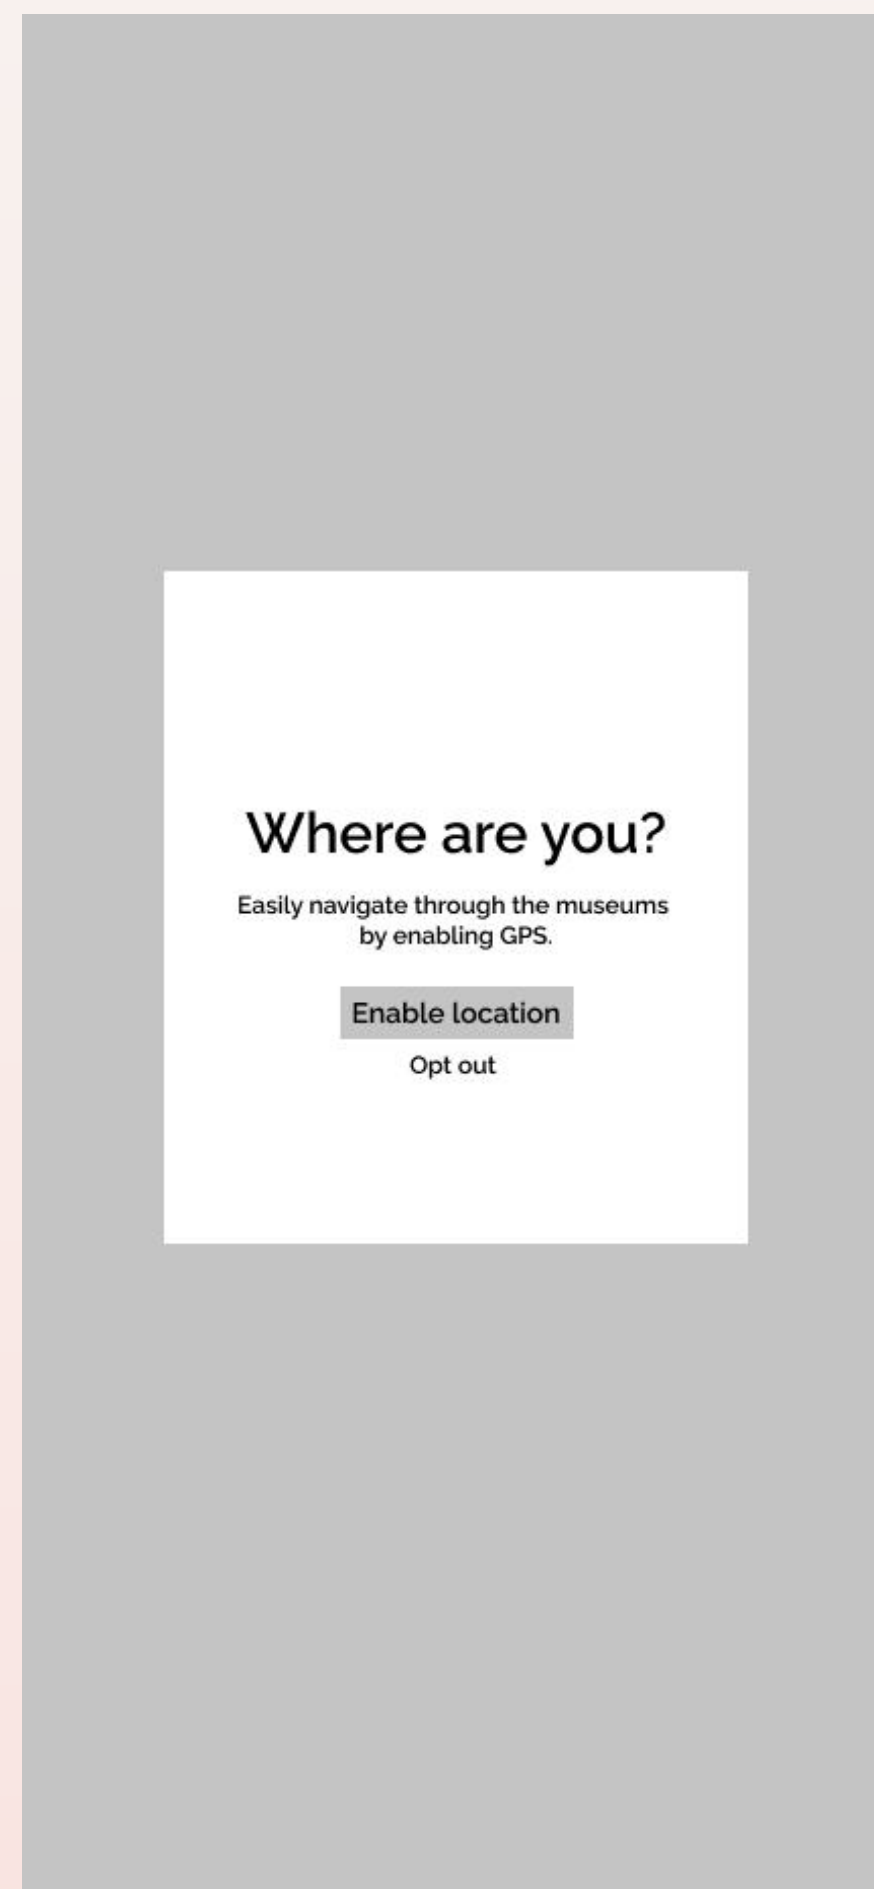 Where are you?
Easily navigate through the museums
by enabling GPS.
Enable location
Opt out